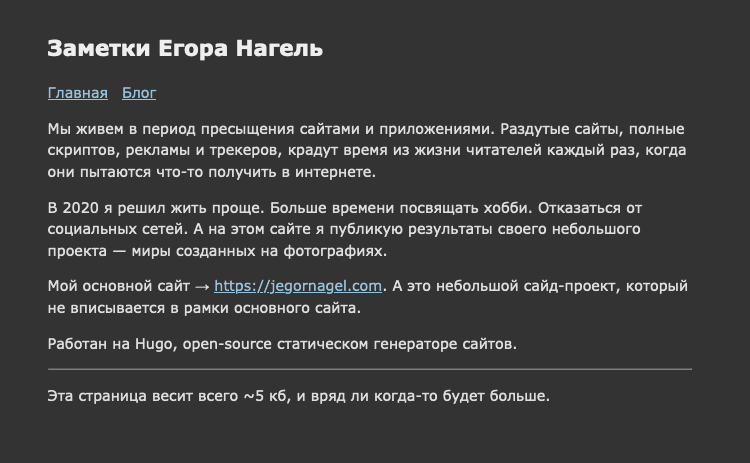 Заметки Егора Нагель
Главная Блог
Мы живем в период пресыщения сайтами и приложениями. Раздутые сайты, полные
скриптов, рекламы и трекеров, крадут время из жизни читателей каждый раз, когда
они пытаются что-то получить в интернете.
В 2020 я решил жить проще. Больше времени посвящать хобби. Отказаться от
социальных сетей. А на этом сайте я публикую результаты своего небольшого
проекта — миры созданных на фотографиях.
Мой основной сайт → https://jegornagel.com. А это небольшой сайд-проект, который
не вписывается в рамки основного сайта.
Работан на Hugo, open-source статическом генераторе сайтов.
Эта страница весит всего ~5 кб, и вряд ли когда-то будет больше.